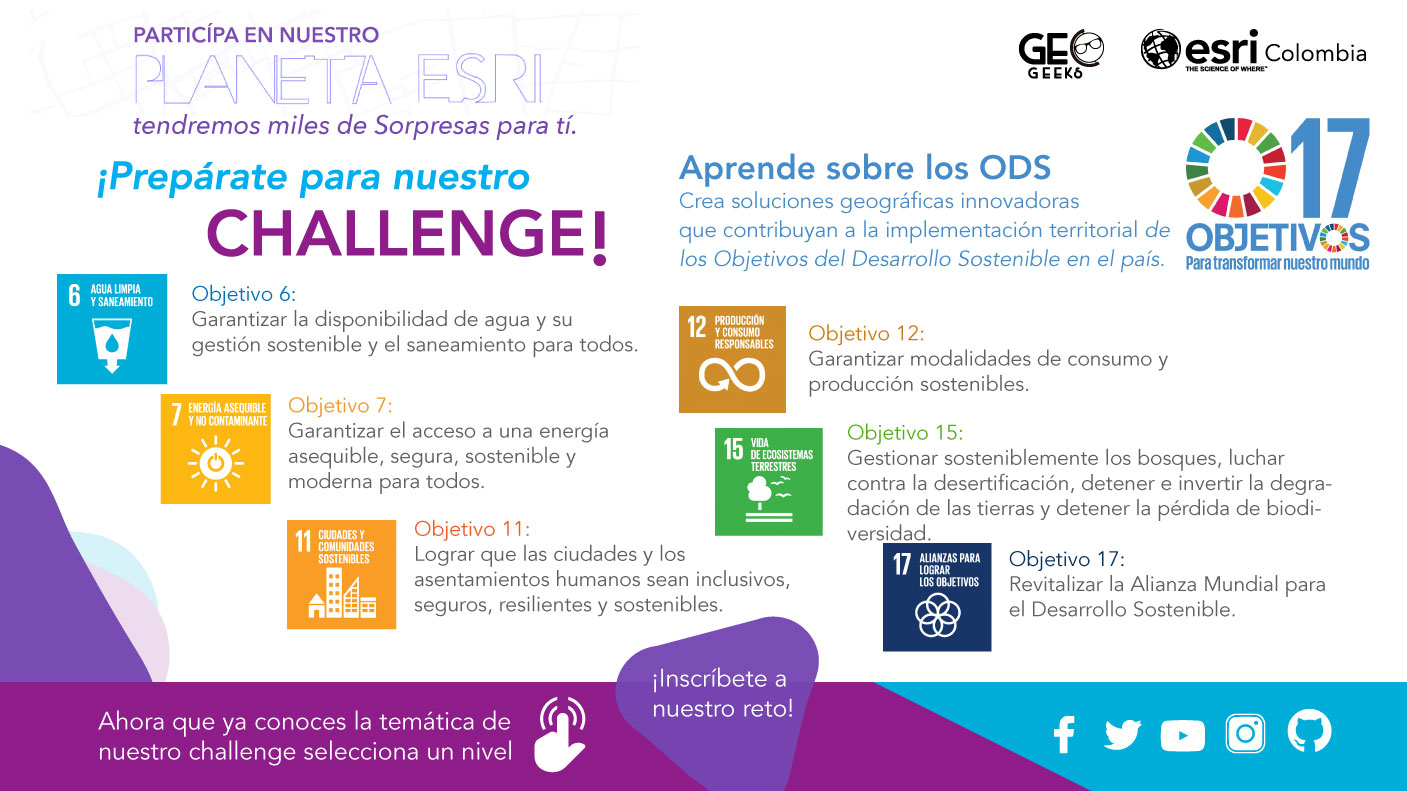 PARTICÍPA EN NUESTRO
PLANETA ESRI
tendremos miles de Sorpresas para tí.
¡Prepárate para nuestro
CHALLENGE!
GEO
GEEKS
esri Colombia
THE SCIENCE OF WHERE™
Aprende sobre los ODS
Crea soluciones geográficas innovadoras
que contribuyan a la implementación territorial de
los Objetivos del Desarrollo Sostenible en el país.
17
OBJETIVOS
Para transformar nuestro mundo
6 AGUA LIMPIA
Y SANEAMIENTO
Objetivo 6:
Garantizar la disponibilidad de agua y su
gestión sostenible y el saneamiento para todos.
7 ENERGÍA ASEQUIBLE
Y NO CONTAMINANTE
Objetivo 7:
Garantizar el acceso a una energía
asequible, segura, sostenible y
moderna para todos.
11 CIUDADES Y
COMUNIDADES
SOSTENIBLES
Objetivo 11:
Lograr que las ciudades y los
asentamientos humanos sean inclusivos,
seguros, resilientes y sostenibles.
12 PRODUCCIÓN
Y CONSUMO
RESPONSABLES
Objetivo 12:
Garantizar modalidades de consumo y
producción sostenibles.
15 VIDA
DE ECOSISTEMAS
TERRESTRES
Objetivo 15:
Gestionar sosteniblemente los bosques, luchar
contra la desertificación, detener e invertir la degra-
dación de las tierras y detener la pérdida de biodi-
versidad.
17 ALIANZAS PARA
LOGRAR
LOS OBJETIVOS
Objetivo 17:
Revitalizar la Alianza Mundial para
el Desarrollo Sostenible.
¡Inscríbete a
nuestro reto!
Ahora que ya conoces la temática de
nuestro challenge selecciona un nivel